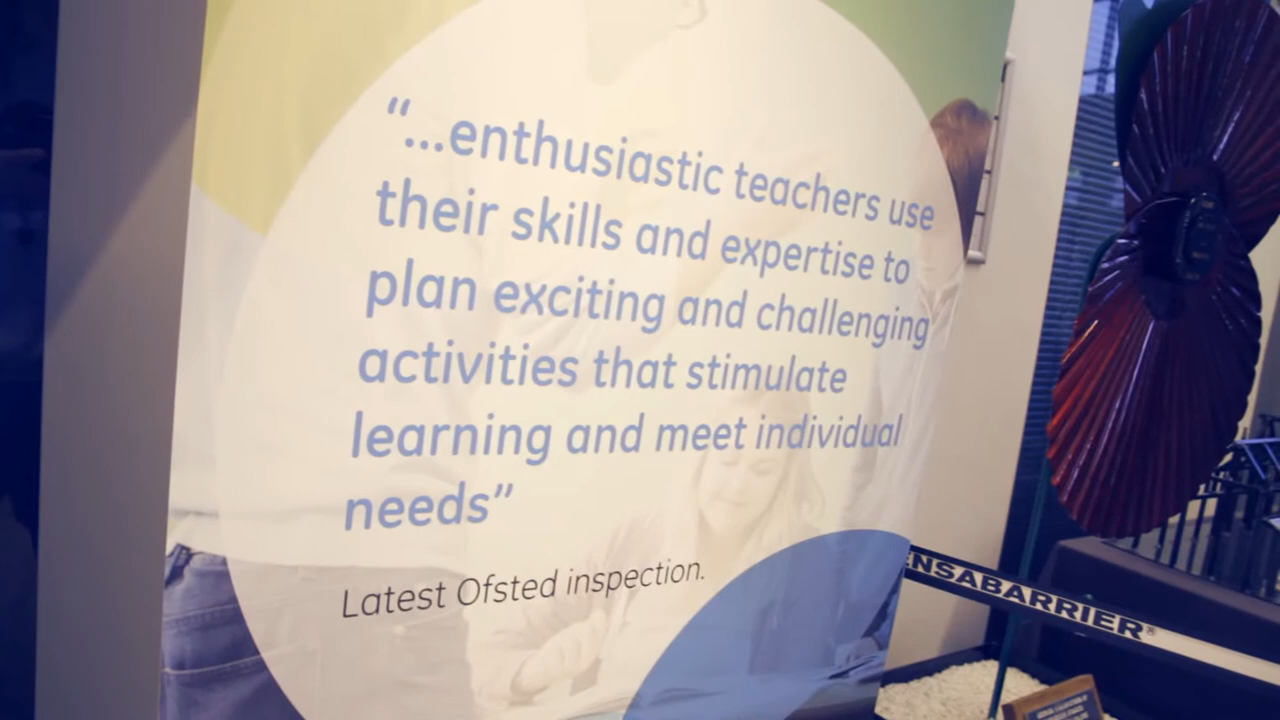 “...enthusiastic teachers use
their skills and expertise to
plan exciting and challenging
activities that stimulate
learning and meet individual
needs”
Latest Ofsted inspection.
ENSABARRIER®